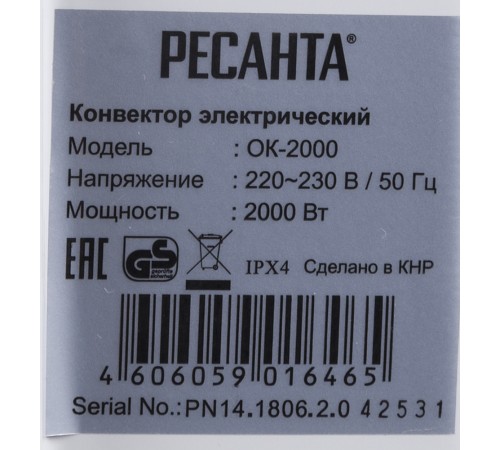 РЕСАНТА®
Конвектор электрический
Модель : ОК-2000
Напряжение : 220~230 В / 50 Гц
Мощность : 2000 Вт
EAC GS IPX4 Сделано в КНР
4 606059 016465
Serial No.: PN14.1806.2.0 42531